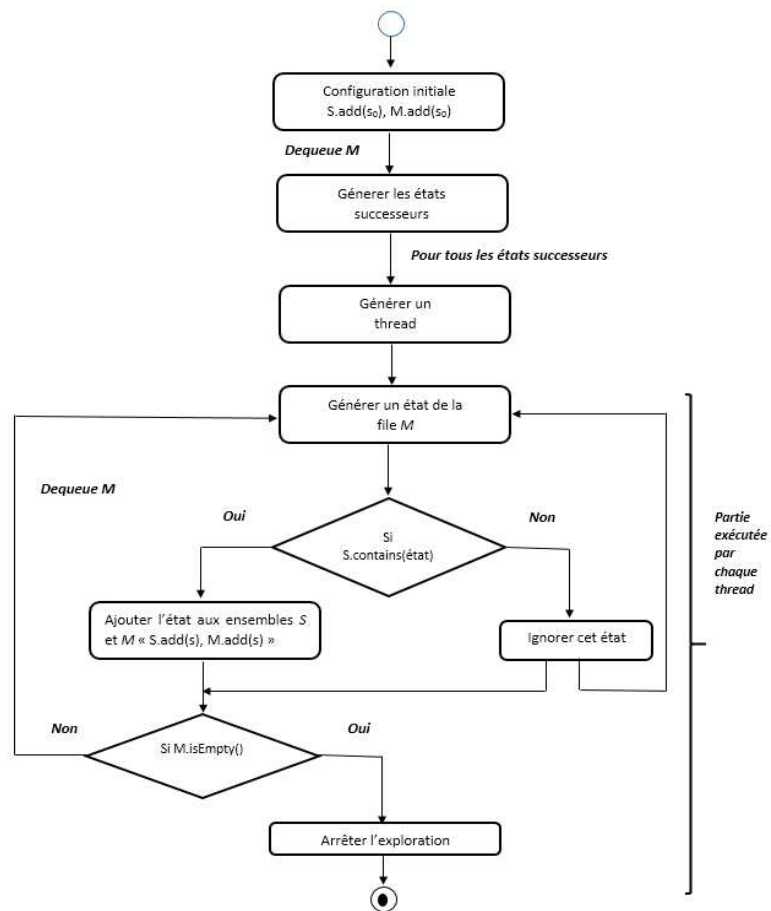 Configuration initiale
S.add(s₀), M.add(s₀)
Dequeue M
Génerer les états
successeurs
Pour tous les états successeurs
Générer un
thread
Générer un état de la
file M
Dequeue M
Oui
Non
Si
S.contains(état)
Partie
exécutée
par
chaque
thread
Ajouter l'état aux ensembles S
et M « S.add(s), M.add(s) »
Ignorer cet état
Non
Oui
Si M.isEmpty()
Arrêter l'exploration